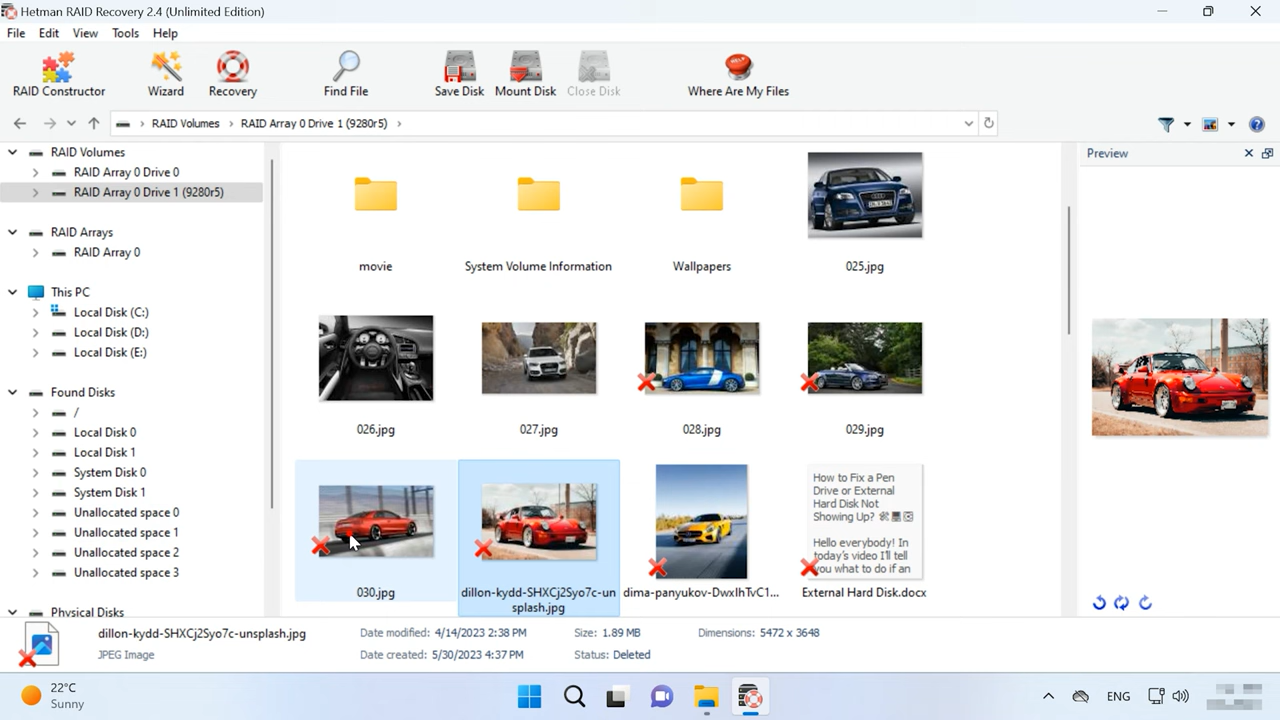 Hetman RAID Recovery 2.4 (Unlimited Edition)
File Edit View Tools Help
RAID Constructor Wizard Recovery Find File Save Disk Mount Disk Close Disk Where Are My Files
RAID Volumes RAID Array 0 Drive 1 (9280r5)
RAID Volumes
RAID Array 0 Drive 0
RAID Array 0 Drive 1 (9280r5)
RAID Arrays
RAID Array 0
This PC
Local Disk (C:)
Local Disk (D:)
Local Disk (E:)
Found Disks
/
Local Disk 0
Local Disk 1
System Disk 0
System Disk 1
Unallocated space 0
Unallocated space 1
Unallocated space 2
Unallocated space 3
Physical Disks
movie System Volume Information Wallpapers 025.jpg
026.jpg 027.jpg 028.jpg 029.jpg
How to Fix a Pen
Drive or External
Hard Disk Not
Showing Up?
Hello everybody! In
today's video I'll tell
you what to do if an
030.jpg dillon-kydd-SHXCj2Syo7c-un dima-panyukov-DwxlhTvC1... External Hard Disk.docx
splash.jpg
Preview
dillon-kydd-SHXCj2Syo7c-unsplash.jpg Date modified: 4/14/2023 2:38 PM Size: 1.89 MB Dimensions: 5472 x 3648
JPEG Image Date created: 5/30/2023 4:37 PM Status: Deleted
22°C
Sunny
ENG